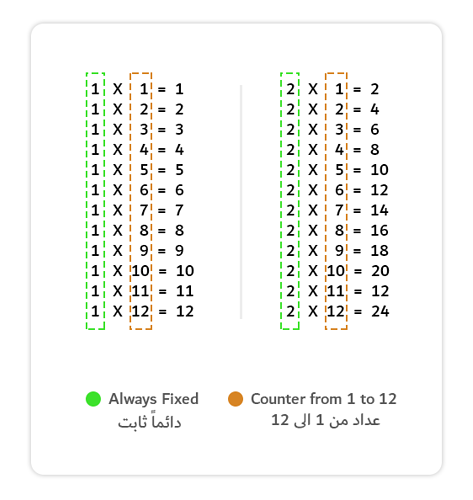 1 X 1 = 1
1 X 2 = 2
1 X 3 = 3
1 X 4 = 4
1 X 5 = 5
1 X 6 = 6
1 X 7 = 7
1 X 8 = 8
1 X 9 = 9
1 X 10 = 10
1 X 11 = 11
1 X 12 = 12
2 X 1 = 2
2 X 2 = 4
2 X 3 = 6
2 X 4 = 8
2 X 5 = 10
2 X 6 = 12
2 X 7 = 14
2 X 8 = 16
2 X 9 = 18
2 X 10 = 20
2 X 11 = 12
2 X 12 = 24
Always Fixed
دائماً ثابت
Counter from 1 to 12
عداد من 1 الى 12